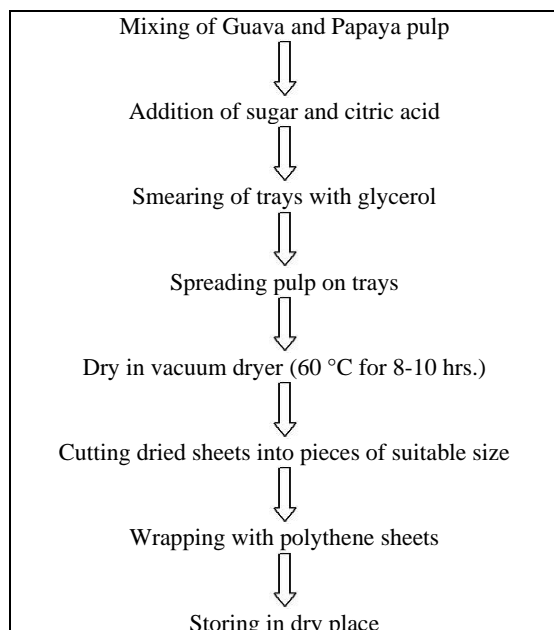 Mixing of Guava and Papaya pulp
Addition of sugar and citric acid
Smearing of trays with glycerol
Spreading pulp on trays
Dry in vacuum dryer (60 °C for 8-10 hrs.)
Cutting dried sheets into pieces of suitable size
Wrapping with polythene sheets
Storing in dry place